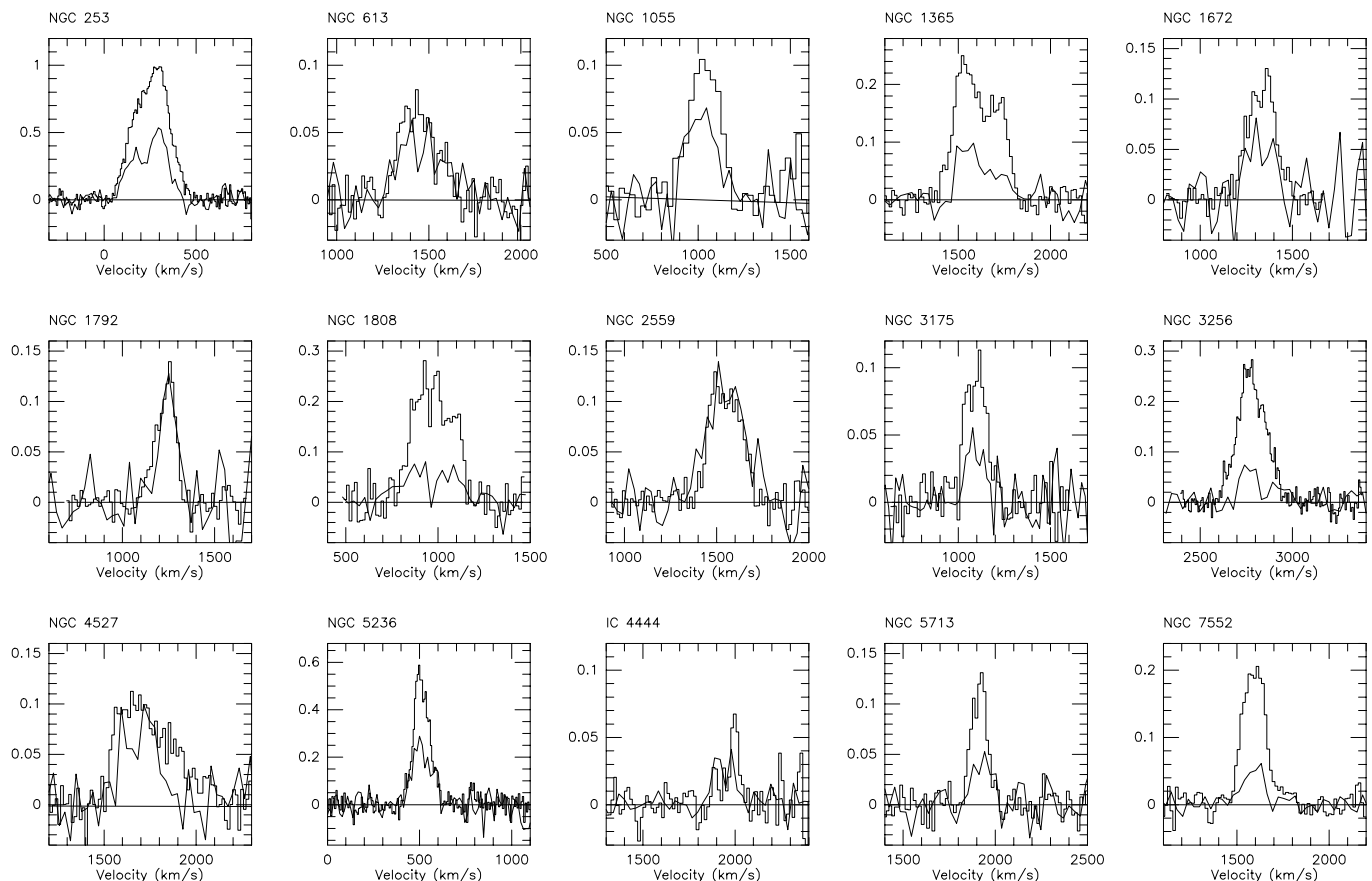 NGC 253 NGC 613 NGC 1055 NGC 1365 NGC 1672
1 0.5 0
0 500
Velocity (km/s)
0.1 0.05 0
1000 1500 2000
Velocity (km/s)
0.1 0.05 0
500 1000 1500
Velocity (km/s)
0.2 0.1 0
1500 2000
Velocity (km/s)
0.15 0.1 0.05 0
1000 1500
Velocity (km/s)
NGC 1792 NGC 1808 NGC 2559 NGC 3175 NGC 3256
0.15 0.1 0.05 0
1000 1500
Velocity (km/s)
0.3 0.2 0.1 0
500 1000 1500
Velocity (km/s)
0.15 0.1 0.05 0
1000 1500 2000
Velocity (km/s)
0.1 0.05 0
1000 1500
Velocity (km/s)
0.3 0.2 0.1 0
2500 3000
Velocity (km/s)
NGC 4527 NGC 5236 IC 4444 NGC 5713 NGC 7552
0.15 0.1 0.05 0
1500 2000
Velocity (km/s)
0.6 0.4 0.2 0
0 500 1000
Velocity (km/s)
0.1 0.05 0
1500 2000
Velocity (km/s)
0.15 0.1 0.05 0
1500 2000 2500
Velocity (km/s)
0.2 0.1 0
1500 2000
Velocity (km/s)